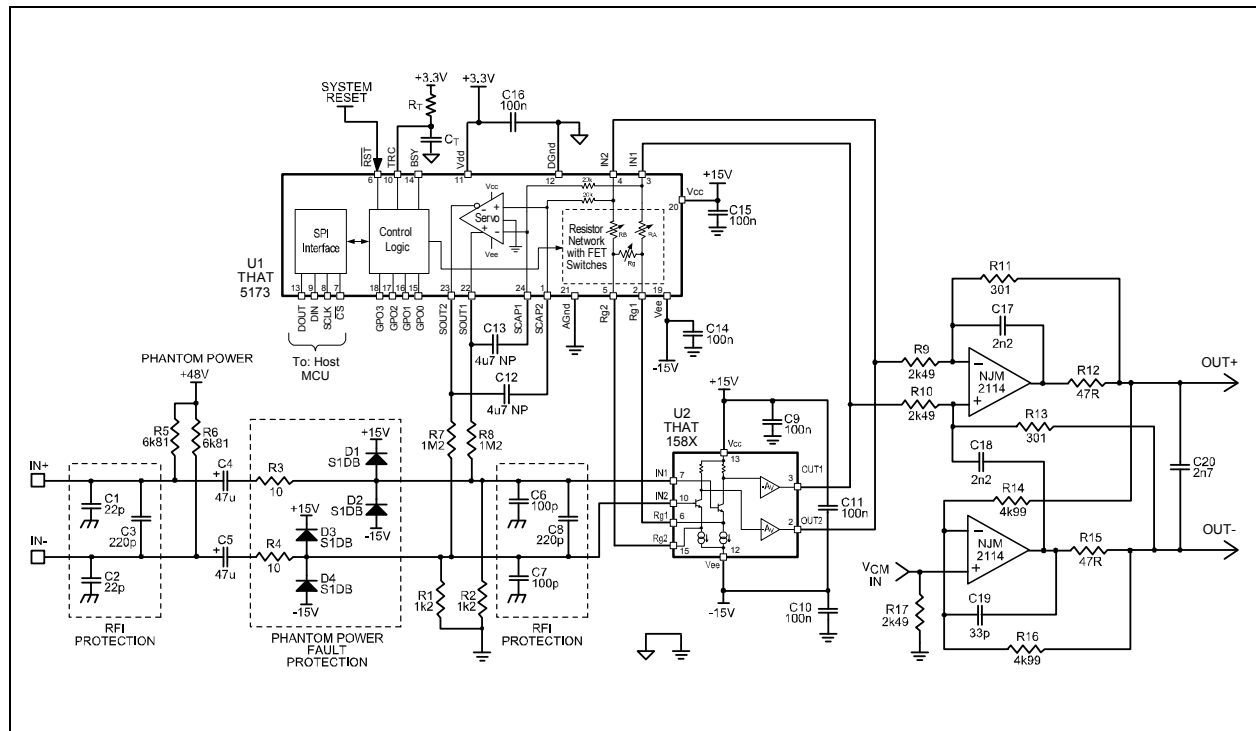 SYSTEM
RESET
+3.3V
RT
CT
+3.3V
C16
100n
RST
TRC
BSY
Vdd
DGnd
IN2
IN1
6
10
14
11
12
4
3
+15V
Vcc
20
C15
100n
SPI
Interface
Control
Logic
Vcc
Servo
Vee
20k
20k
RB
RA
Rg
Resistor
Network
with FET
Switches
U1
THAT
5173
13
9
8
7
18
17
16
15
23
22
24
1
21
5
2
19
DOUT
DIN
SCLK
CS
GPO3
GPO2
GPO1
GPO0
SOUT2
SOUT1
SCAP1
SCAP2
AGnd
Rg2
Rg1
Vee
To: Host
MCU
C13
4u7 NP
C12
4u7 NP
C14
100n
-15V
PHANTOM POWER
+48V
R5
6k81
R6
6k81
R7
1M2
R8
1M2
IN+
IN-
C1
22p
C2
22p
C3
220p
RFI
PROTECTION
C4
47u
C5
47u
R3
10
R4
10
+15V
D1
S1DB
D2
S1DB
-15V
+15V
D3
S1DB
D4
S1DB
-15V
PHANTOM POWER
FAULT
PROTECTION
R1
1k2
R2
1k2
C6
100p
C7
100p
C8
220p
RFI
PROTECTION
+15V
U2
THAT
158X
C9
100n
Vcc
13
IN1
7
IN2
10
Rg1
6
Rg2
15
-AV
-AV
OUT1
3
OUT2
2
12
Vee
-15V
C11
100n
C10
100n
R9
2k49
R10
2k49
R11
301
C17
2n2
NJM
2114
R12
47R
R13
301
C18
2n2
R14
4k99
C20
2n7
OUT+
OUT-
NJM
2114
R15
47R
VCM
IN
R17
2k49
C19
33p
R16
4k99